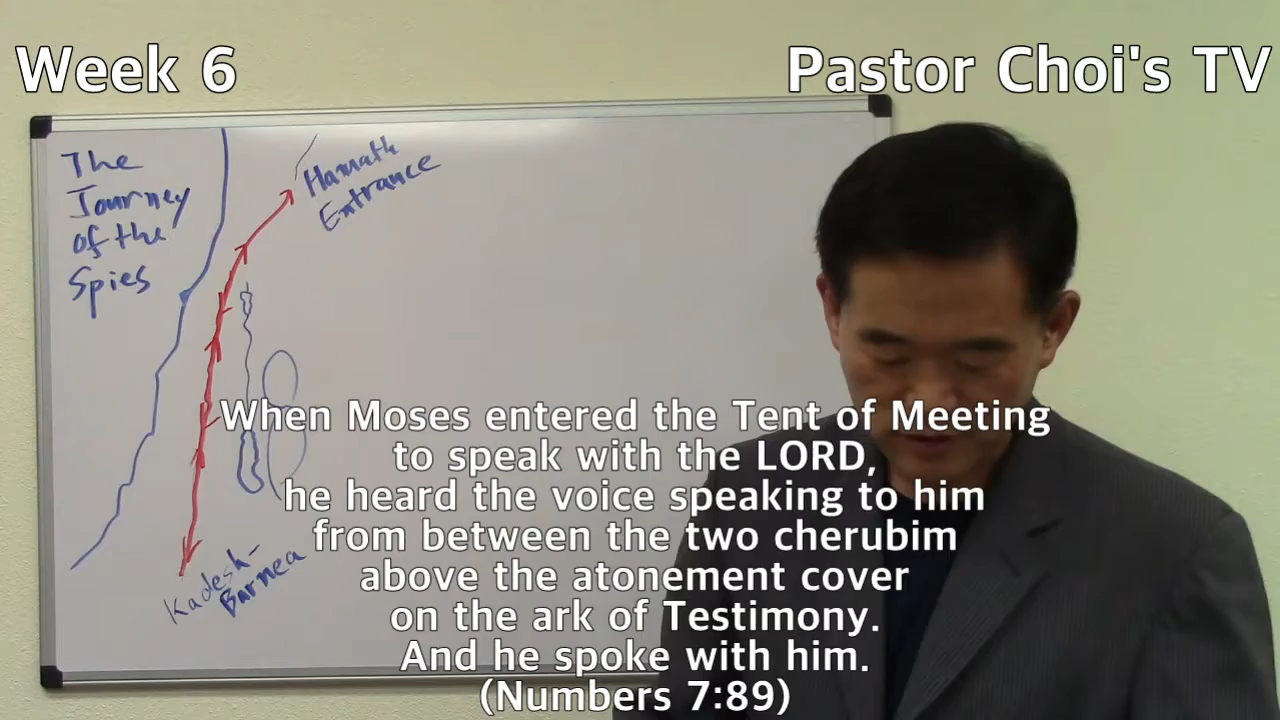 Week 6
Pastor Choi's TV
The
Journey
of the
Spies
Hamath
Entrance
When Moses entered the Tent of Meeting
to speak with the LORD,
he heard the voice speaking to him
from between the two cherubim
above the atonement cover
on the ark of Testimony.
And he spoke with him.
(Numbers 7:89)
Kadesh-
Barnea